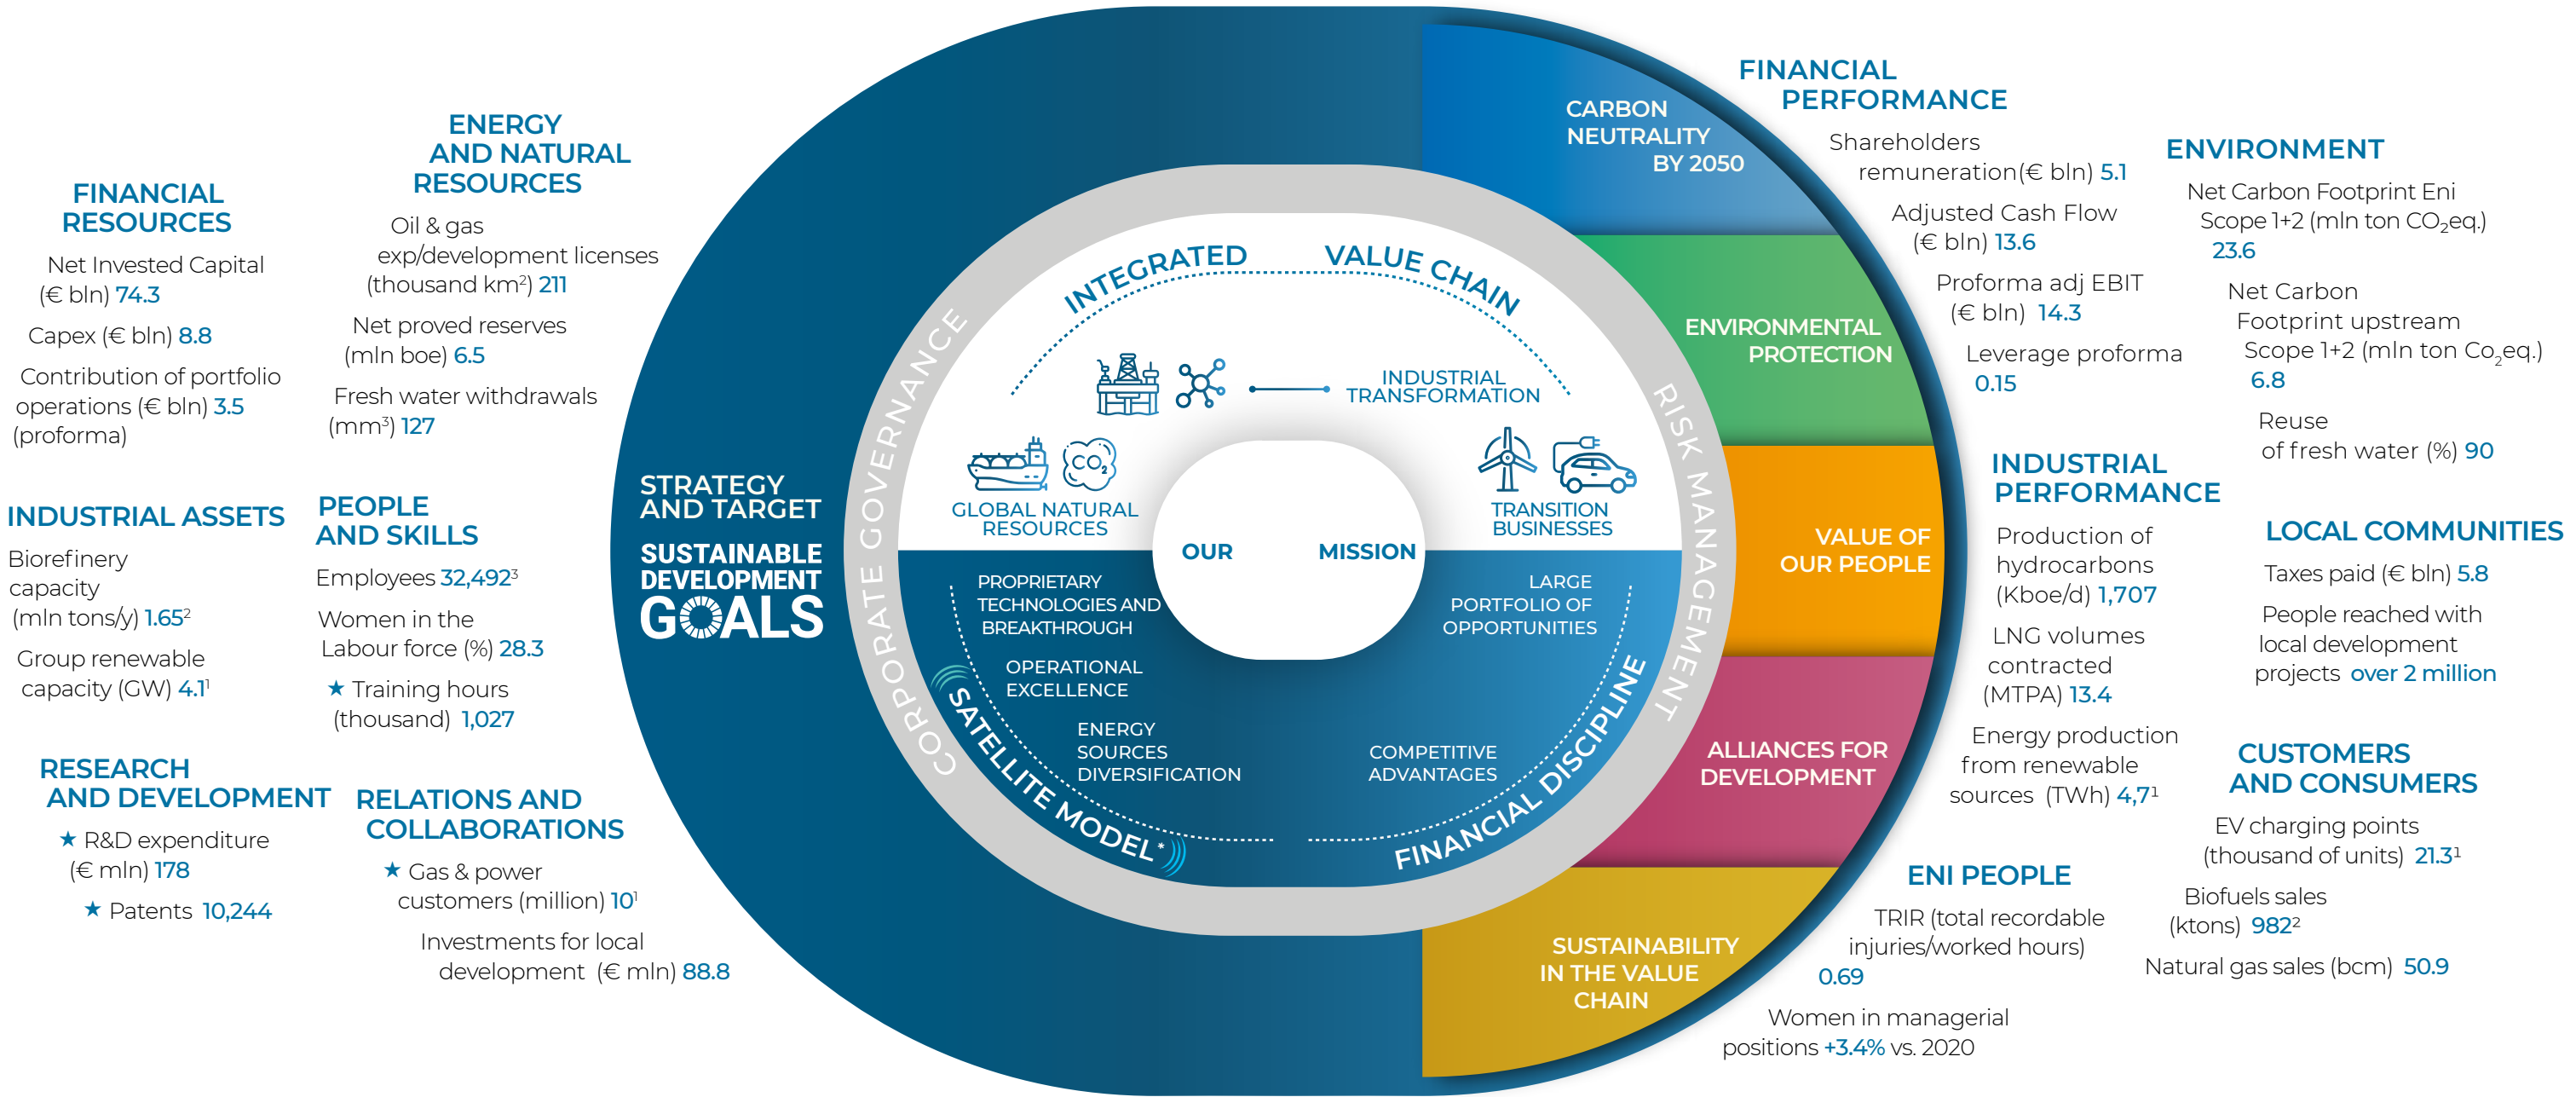 FINANCIAL
RESOURCES
Net Invested Capital
(€ bln) 74.3
Capex (€ bln) 8.8
Contribution of portfolio
operations (€ bln) 3.5
(proforma)
ENERGY
AND NATURAL
RESOURCES
Oil & gas
exp/development licenses
(thousand km²) 211
Net proved reserves
(mln boe) 6.5
Fresh water withdrawals
(mm³) 127
INDUSTRIAL ASSETS
Biorefinery
capacity
(mln tons/y) 1.65²
Group renewable
capacity (GW) 4.1¹
PEOPLE
AND SKILLS
Employees 32,492³
Women in the
Labour force (%) 28.3
★ Training hours
(thousand) 1,027
RESEARCH
AND DEVELOPMENT
★ R&D expenditure
(€ mln) 178
★ Patents 10,244
RELATIONS AND
COLLABORATIONS
★ Gas & power
customers (million) 10¹
Investments for local
development (€ mln) 88.8
STRATEGY
AND TARGET
SUSTAINABLE
DEVELOPMENT
GOALS
CORPORATE GOVERNANCE
RISK MANAGEMENT
INTEGRATED VALUE CHAIN
INDUSTRIAL
TRANSFORMATION
CO₂
GLOBAL NATURAL
RESOURCES
TRANSITION
BUSINESSES
OUR MISSION
PROPRIETARY
TECHNOLOGIES AND
BREAKTHROUGH
OPERATIONAL
EXCELLENCE
ENERGY
SOURCES
DIVERSIFICATION
SATELLITE MODEL*
LARGE
PORTFOLIO OF
OPPORTUNITIES
COMPETITIVE
ADVANTAGES
FINANCIAL DISCIPLINE
CARBON
NEUTRALITY
BY 2050
ENVIRONMENTAL
PROTECTION
VALUE OF
OUR PEOPLE
ALLIANCES FOR
DEVELOPMENT
SUSTAINABILITY
IN THE VALUE
CHAIN
FINANCIAL
PERFORMANCE
Shareholders
remuneration(€ bln) 5.1
Adjusted Cash Flow
(€ bln) 13.6
Proforma adj EBIT
(€ bln) 14.3
Leverage proforma
0.15
ENVIRONMENT
Net Carbon Footprint Eni
Scope 1+2 (mln ton CO₂eq.)
23.6
Net Carbon
Footprint upstream
Scope 1+2 (mln ton Co₂eq.)
6.8
Reuse
of fresh water (%) 90
INDUSTRIAL
PERFORMANCE
Production of
hydrocarbons
(Kboe/d) 1,707
LNG volumes
contracted
(MTPA) 13.4
Energy production
from renewable
sources (TWh) 4,7¹
LOCAL COMMUNITIES
Taxes paid (€ bln) 5.8
People reached with
local development
projects over 2 million
CUSTOMERS
AND CONSUMERS
EV charging points
(thousand of units) 21.3¹
Biofuels sales
(ktons) 982²
Natural gas sales (bcm) 50.9
ENI PEOPLE
TRIR (total recordable
injuries/worked hours)
0.69
Women in managerial
positions +3.4% vs. 2020